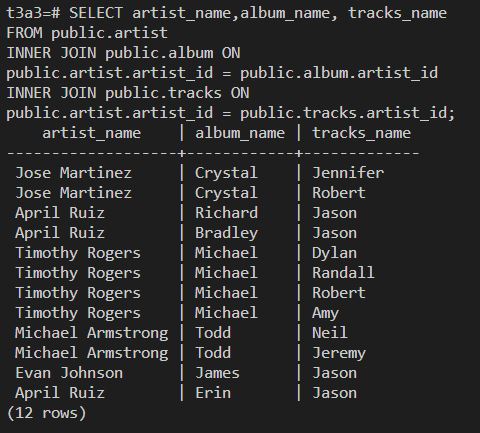 t3a3=# SELECT artist_name,album_name, tracks_name
FROM public.artist
INNER JOIN public.album ON
public.artist.artist_id = public.album.artist_id
INNER JOIN public.tracks ON
public.artist.artist_id = public.tracks.artist_id;
    artist_name    | album_name | tracks_name
-------------------+------------+-------------
 Jose Martinez     | Crystal    | Jennifer
 Jose Martinez     | Crystal    | Robert
 April Ruiz        | Richard    | Jason
 April Ruiz        | Bradley    | Jason
 Timothy Rogers    | Michael    | Dylan
 Timothy Rogers    | Michael    | Randall
 Timothy Rogers    | Michael    | Robert
 Timothy Rogers    | Michael    | Amy
 Michael Armstrong | Todd       | Neil
 Michael Armstrong | Todd       | Jeremy
 Evan Johnson      | James      | Jason
 April Ruiz        | Erin       | Jason
(12 rows)